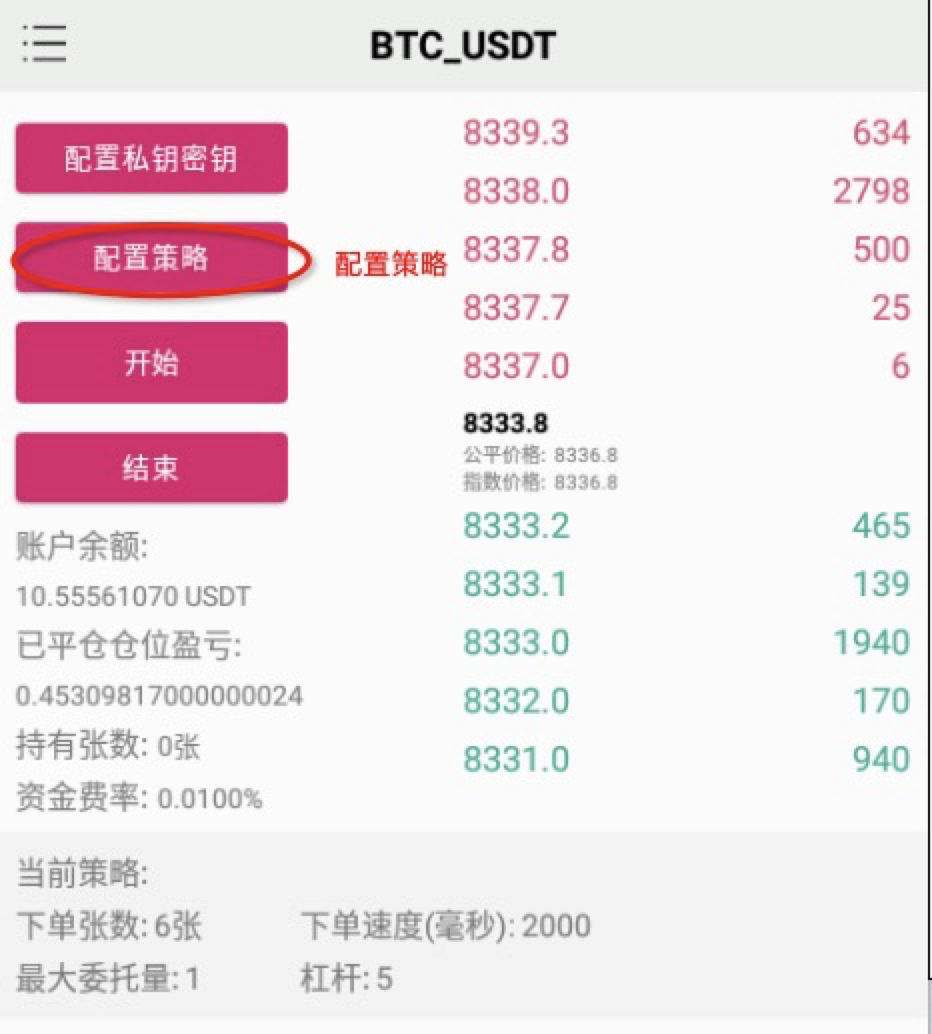 BTC_USDT
配置私钥密钥
配置策略
配置策略
开始
结束
账户余额:
10.55561070 USDT
已平仓仓位盈亏:
0.45309817000000024
持有张数: 0张
资金费率: 0.0100%
8339.3 634
8338.0 2798
8337.8 500
8337.7 25
8337.0 6
8333.8
公平价格: 8336.8
指数价格: 8336.8
8333.2 465
8333.1 139
8333.0 1940
8332.0 170
8331.0 940
当前策略:
下单张数: 6张 下单速度(毫秒): 2000
最大委托量: 1 杠杆: 5